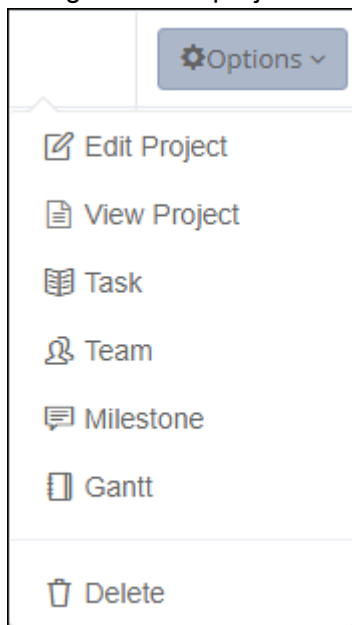 Options
Edit Project
View Project
Task
Team
Milestone
Gantt
Delete